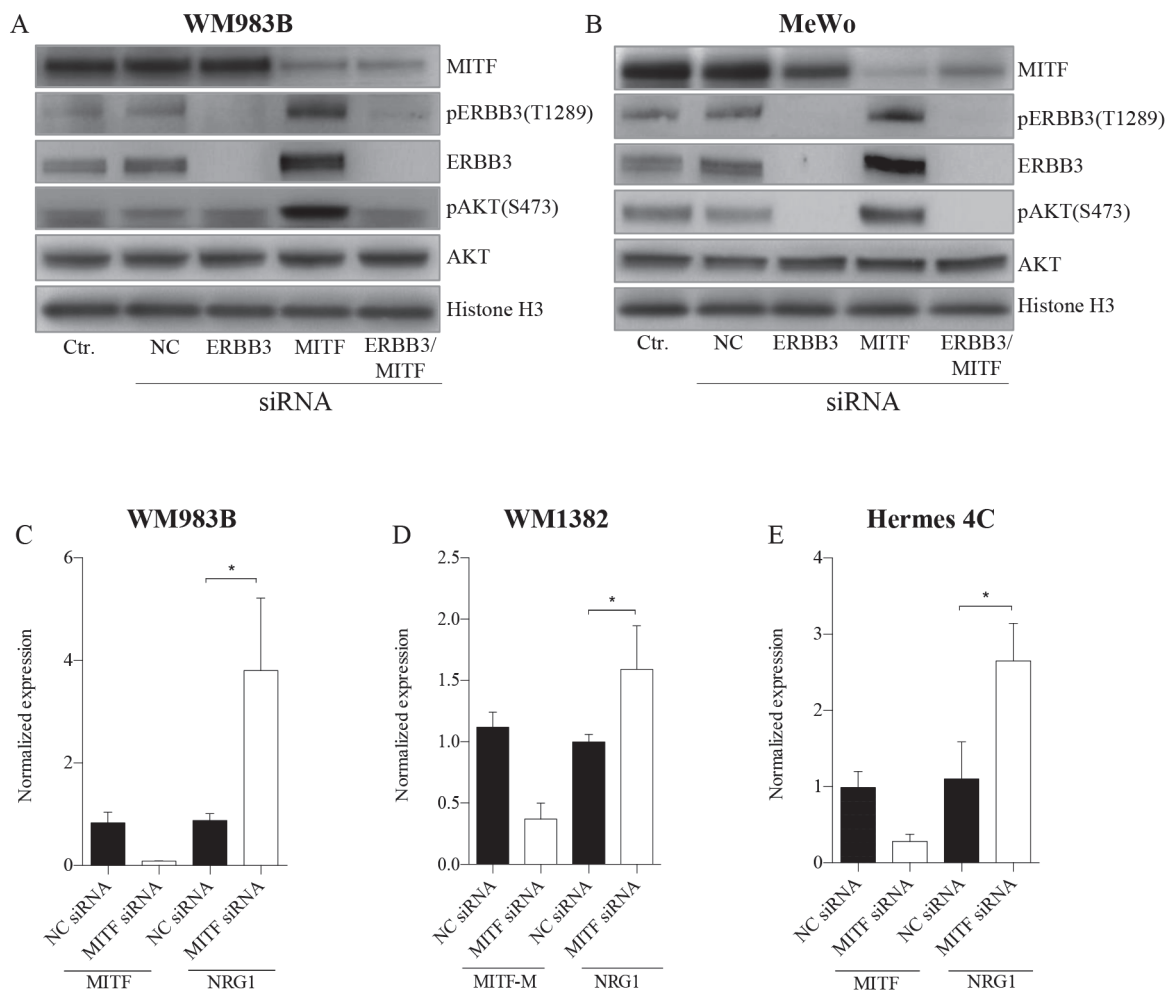 A
WM983B
MITF
pERBB3(T1289)
ERBB3
pAKT(S473)
AKT
Histone H3
Ctr.
NC
ERBB3
MITF
ERBB3/
MITF
siRNA
B
MeWo
MITF
pERBB3(T1289)
ERBB3
pAKT(S473)
AKT
Histone H3
Ctr.
NC
ERBB3
MITF
ERBB3/
MITF
siRNA
C
WM983B
Normalized expression
6
4
2
0
*
NC siRNA
MITF siRNA
NC siRNA
MITF siRNA
MITF
NRG1
D
WM1382
Normalized expression
2.5
2.0
1.5
1.0
0.5
0.0
*
NC siRNA
MITF siRNA
NC siRNA
MITF siRNA
MITF-M
NRG1
E
Hermes 4C
Normalized expression
4
3
2
1
0
*
NC siRNA
MITF siRNA
NC siRNA
MITF siRNA
MITF
NRG1